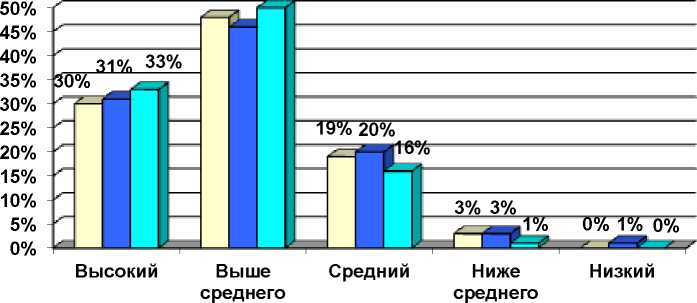 50%
45%
40%
35%
30%
25%
20%
15%
10%
5%
0%
30% 31% 33%
19% 20% 16%
3% 3% 1%
0% 1% 0%
Высокий Выше Средний Ниже Низкий
среднего среднего